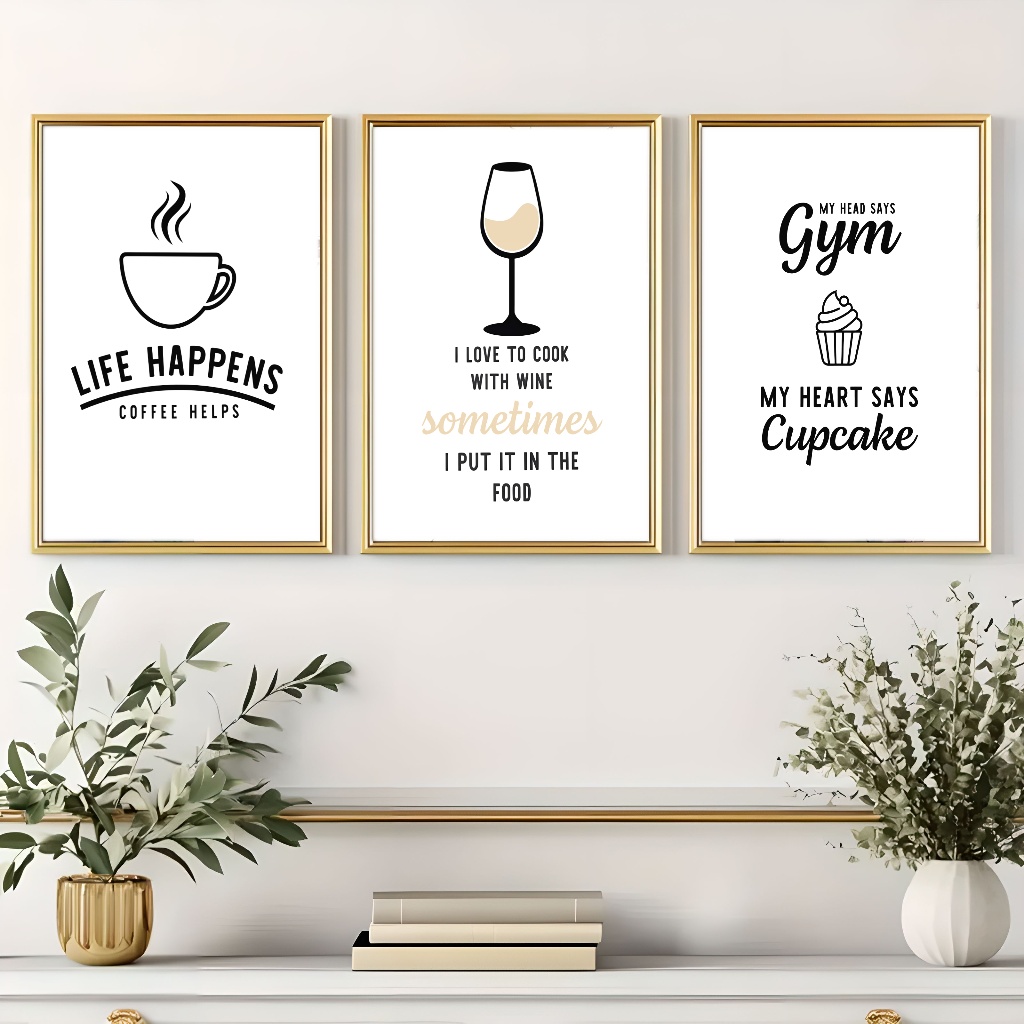 LIFE HAPPENS
COFFEE HELPS
I LOVE TO COOK
WITH WINE
sometimes
I PUT IT IN THE
FOOD
MY HEAD SAYS
Gym
MY HEART SAYS
Cupcake